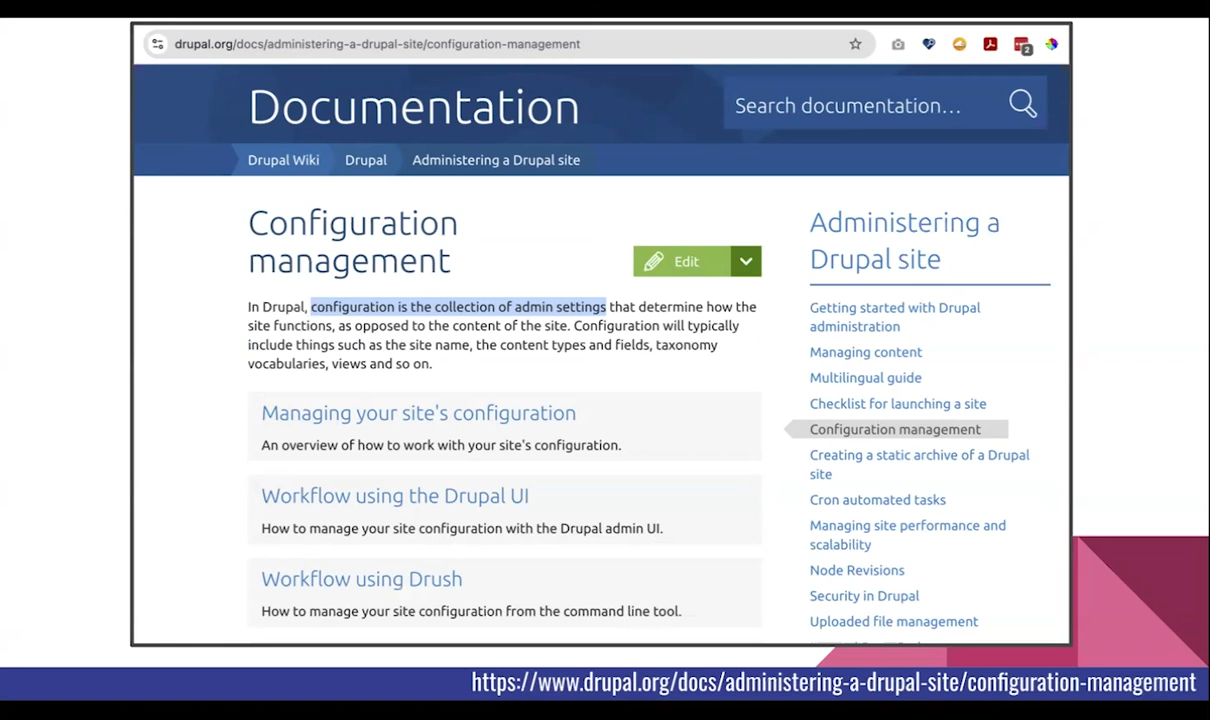 drupal.org/docs/administering-a-drupal-site/configuration-management
2
Documentation
Search documentation…
Drupal Wiki
Drupal
Administering a Drupal site
Configuration
management
Edit
In Drupal, configuration is the collection of admin settings that determine how the
site functions, as opposed to the content of the site. Configuration will typically
include things such as the site name, the content types and fields, taxonomy
vocabularies, views and so on.
Managing your site's configuration
An overview of how to work with your site's configuration.
Workflow using the Drupal UI
How to manage your site configuration with the Drupal admin UI.
Workflow using Drush
How to manage your site configuration from the command line tool.
Administering a
Drupal site
Getting started with Drupal
administration
Managing content
Multilingual guide
Checklist for launching a site
Configuration management
Creating a static archive of a Drupal
site
Cron automated tasks
Managing site performance and
scalability
Node Revisions
Security in Drupal
Uploaded file management
https://www.drupal.org/docs/administering-a-drupal-site/configuration-management